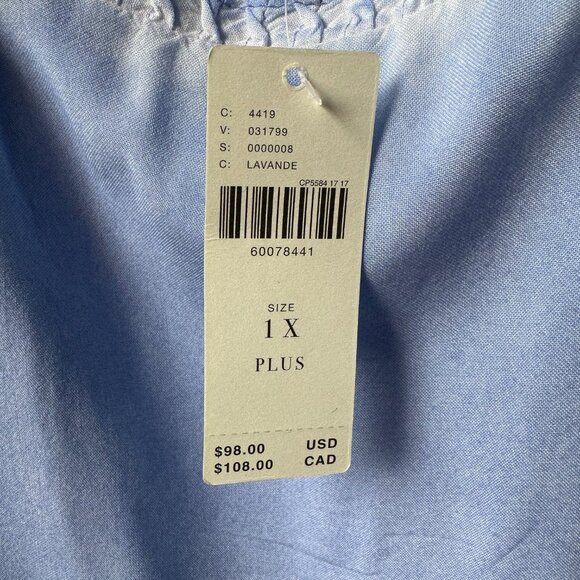 C: 4419
V: 031799
S: 0000008
C: LAVANDE
CP5584 17 17
60078441
SIZE
1 X
PLUS
$98.00 USD
$108.00 CAD